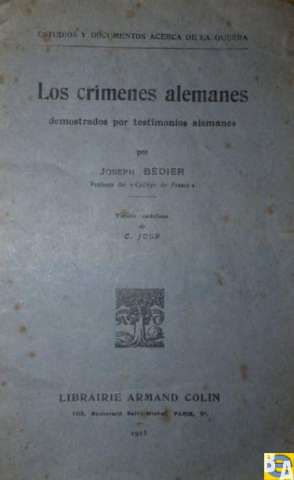 ESTUDIOS Y DOCUMENTOS ACERCA DE LA GUERRA
Los crímenes alemanes
demostrados por testimonios alemanes
por
JOSEPH BÉDIER
Profesor del «Collège de France»
Versión castellana
de
C.
LIBRAIRIE ARMAND COLIN
103, Boulevard Saint-Michel, PARIS, 5ᵉ
1915